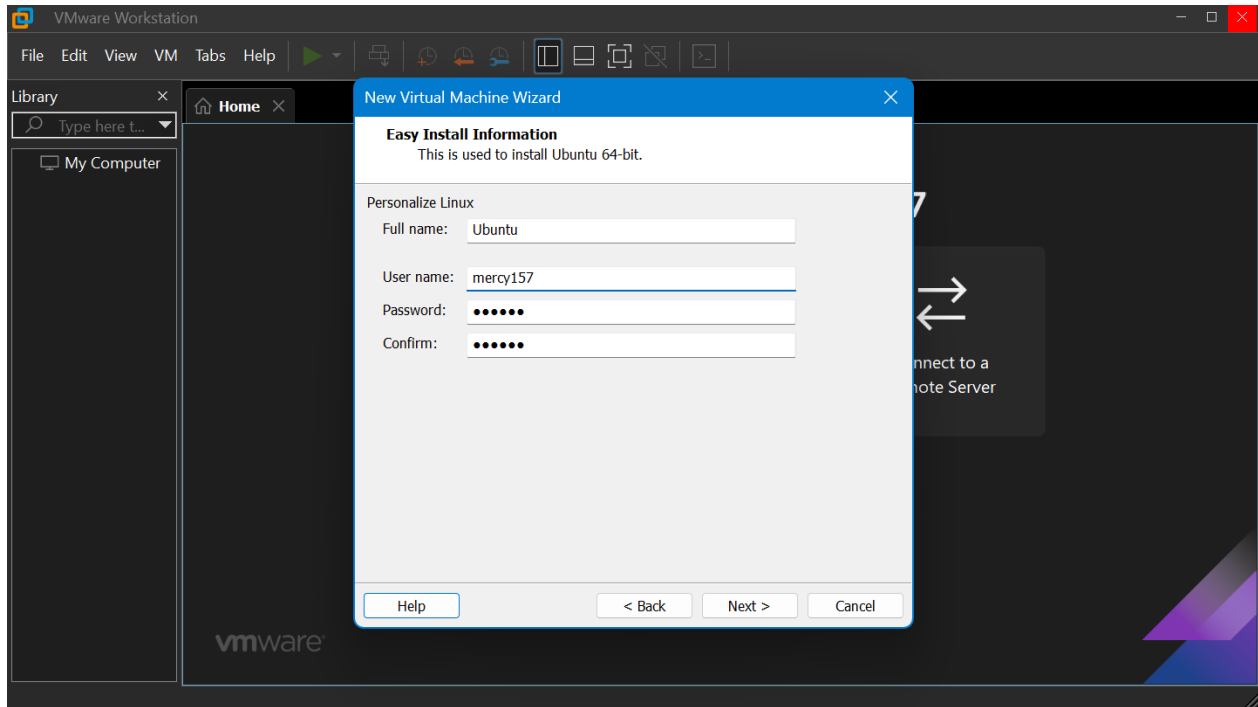 VMware Workstation
File Edit View VM Tabs Help
Library
Type here t...
My Computer
Home
New Virtual Machine Wizard
Easy Install Information
This is used to install Ubuntu 64-bit.
Personalize Linux
Full name: Ubuntu
User name: mercy157
Password: ●●●●●●
Confirm: ●●●●●●
Help < Back Next > Cancel
7
nnect to a
note Server
vmware